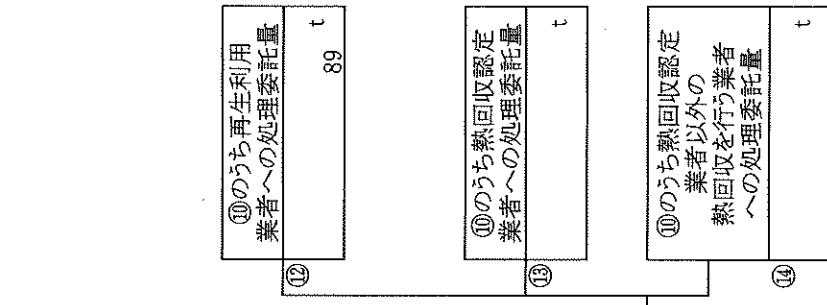 ⑩のうち再生利用
業者への処理委託量
⑫
89 t
⑩のうち熱回収認定
業者への処理委託量
⑬
t
⑩のうち熱回収認定
業者以外の
熱回収を行う業者
への処理委託量
⑭
t